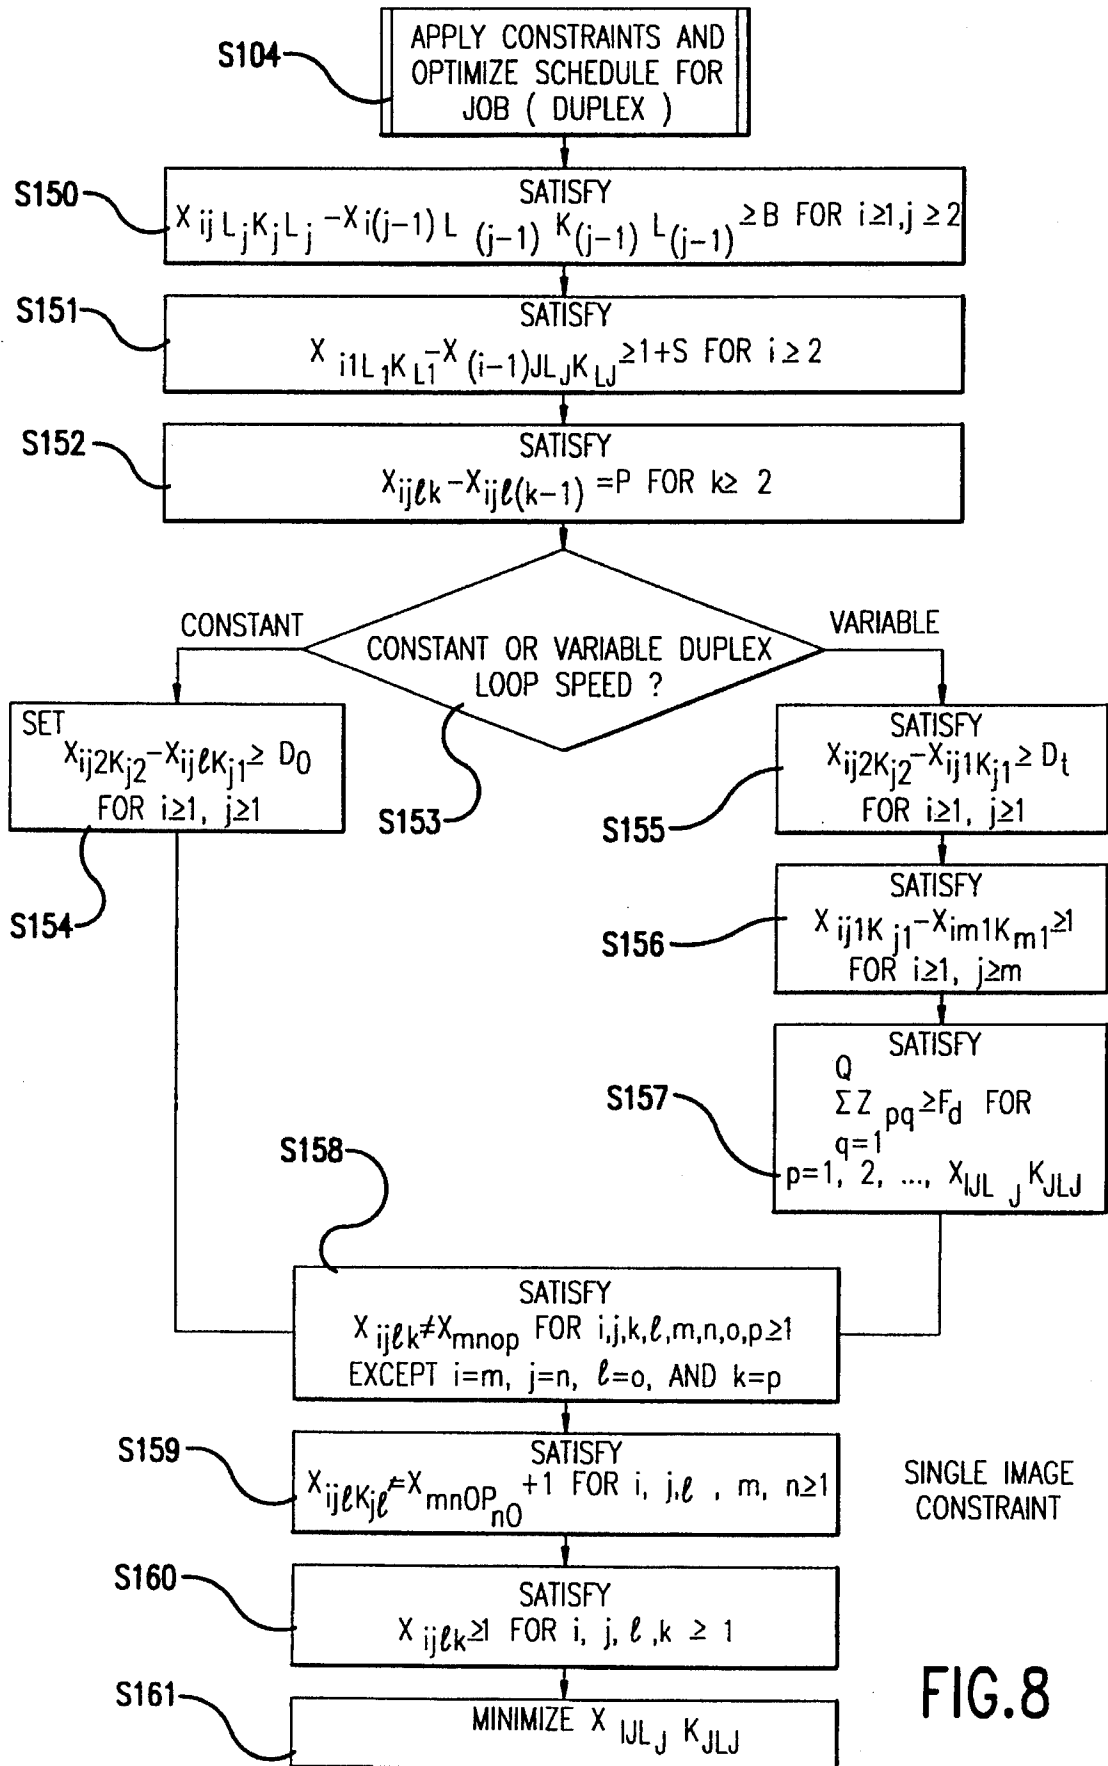 S104
APPLY CONSTRAINTS AND
OPTIMIZE SCHEDULE FOR
JOB ( DUPLEX )
S150
SATISFY
X ij L j K j L j −X i(j−1) L (j−1) K (j−1) L (j−1) ≥B FOR i≥1,j ≥2
S151
SATISFY
X i1L1K L1 −X (i−1)JL J K LJ ≥1+S FOR i ≥ 2
S152
SATISFY
X ijℓk −X ijℓ(k−1) =P FOR k≥ 2
CONSTANT
VARIABLE
CONSTANT OR VARIABLE DUPLEX
LOOP SPEED ?
S153
SET
X ij2K j2 −X ijℓK j1 ≥ D0
FOR i≥1, j≥1
S154
SATISFY
X ij2K j2 −X ij1K j1 ≥ Dt
FOR i≥1, j≥1
S155
SATISFY
X ij1K j1 −X im1K m1 ≥1
FOR i≥1, j≥m
S156
SATISFY
Q
Σ Z pq ≥Fd FOR
q=1
p=1, 2, ..., X IJL J K JLJ
S157
S158
SATISFY
X ijℓk ≠X mnop FOR i,j,k,ℓ,m,n,o,p≥1
EXCEPT i=m, j=n, ℓ=o, AND k=p
S159
SATISFY
X ijℓK jℓ ≠X mnOP nO +1 FOR i, j,ℓ , m, n≥1
SINGLE IMAGE
CONSTRAINT
S160
SATISFY
X ijℓk ≥1 FOR i, j, ℓ ,k ≥ 1
S161
MINIMIZE X IJL J K JLJ
FIG.8